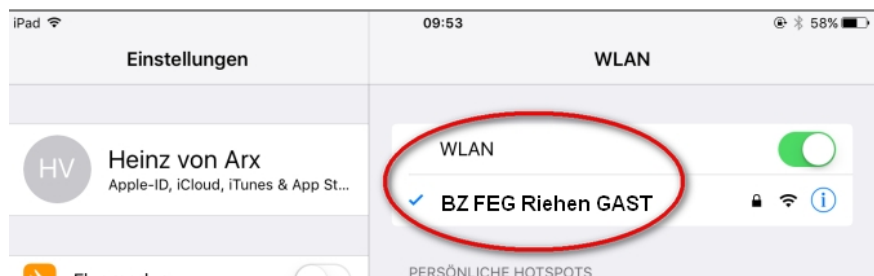 iPad 09:53 58%
Einstellungen WLAN
HV Heinz von Arx
Apple-ID, iCloud, iTunes & App St...
WLAN
BZ FEG Riehen GAST
PERSÖNLICHE HOTSPOTS